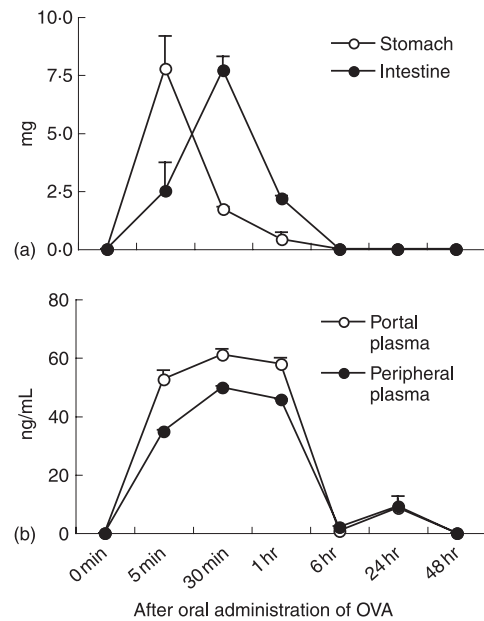 10·0
7·5
5·0
2·5
0·0
mg
Stomach
Intestine
(a)
80
60
40
20
0
ng/mL
Portal
plasma
Peripheral
plasma
(b)
0 min
5 min
30 min
1 hr
6 hr
24 hr
48 hr
After oral administration of OVA